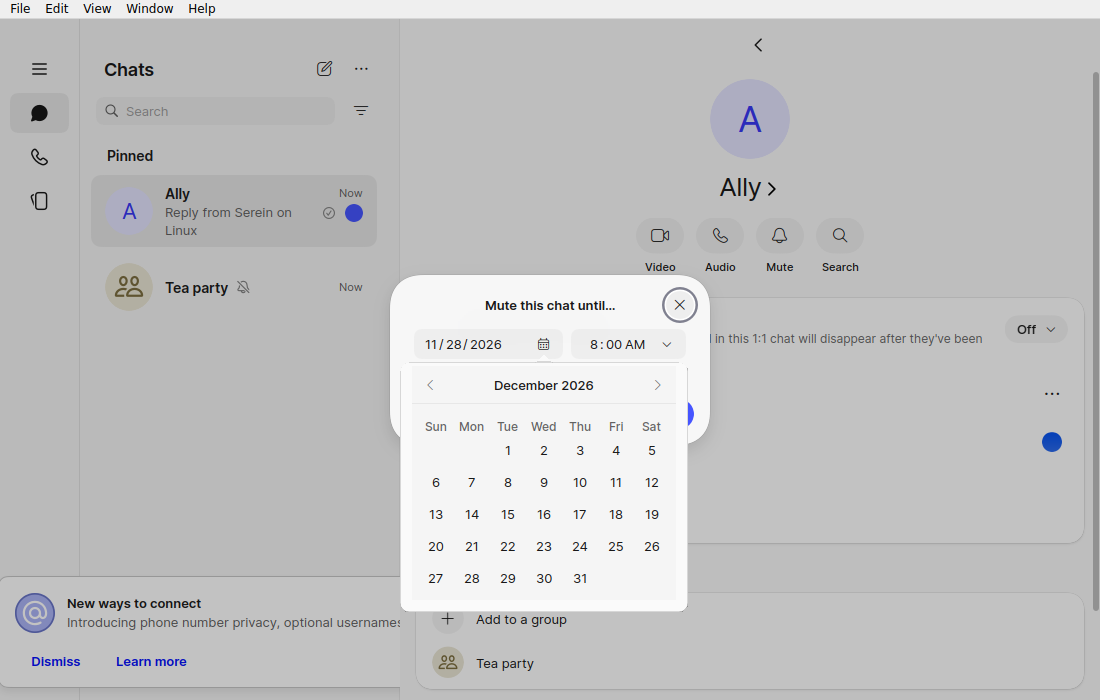 File Edit View Window Help
Chats
Search
Pinned
A
Ally
Now
Reply from Serein on
Linux
Tea party
Now
New ways to connect
Introducing phone number privacy, optional usernames
Dismiss
Learn more
A
Ally
Video Audio Mute Search
Off
in this 1:1 chat will disappear after they've been
Mute this chat until...
11/28/2026
8:00 AM
December 2026
Sun Mon Tue Wed Thu Fri Sat
1 2 3 4 5
6 7 8 9 10 11 12
13 14 15 16 17 18 19
20 21 22 23 24 25 26
27 28 29 30 31
Add to a group
Tea party